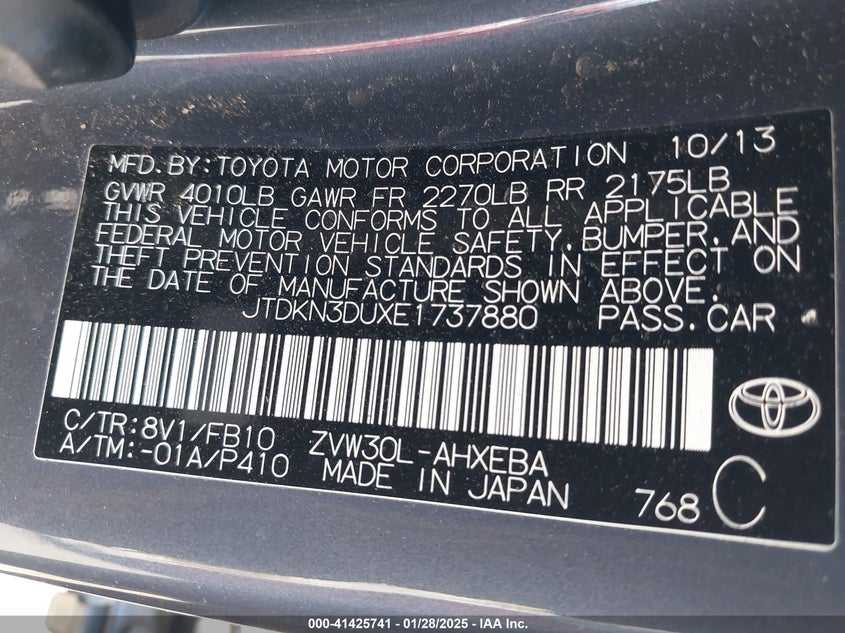 MFD.BY:TOYOTA MOTOR CORPORATION 10/13
GVWR 4010LB GAWR FR 2270LB RR 2175LB
THIS VEHICLE CONFORMS TO ALL APPLICABLE
FEDERAL MOTOR VEHICLE SAFETY,BUMPER,AND
THEFT PREVENTION STANDARDS IN EFFECT ON
THE DATE OF MANUFACTURE SHOWN ABOVE.
JTDKN3DUXE1737880 PASS.CAR
C/TR:8V1/FB10 ZVW30L-AHXEBA
A/TM:-01A/P410 MADE IN JAPAN
768 C
000-41425741 - 01/28/2025 - IAA Inc.